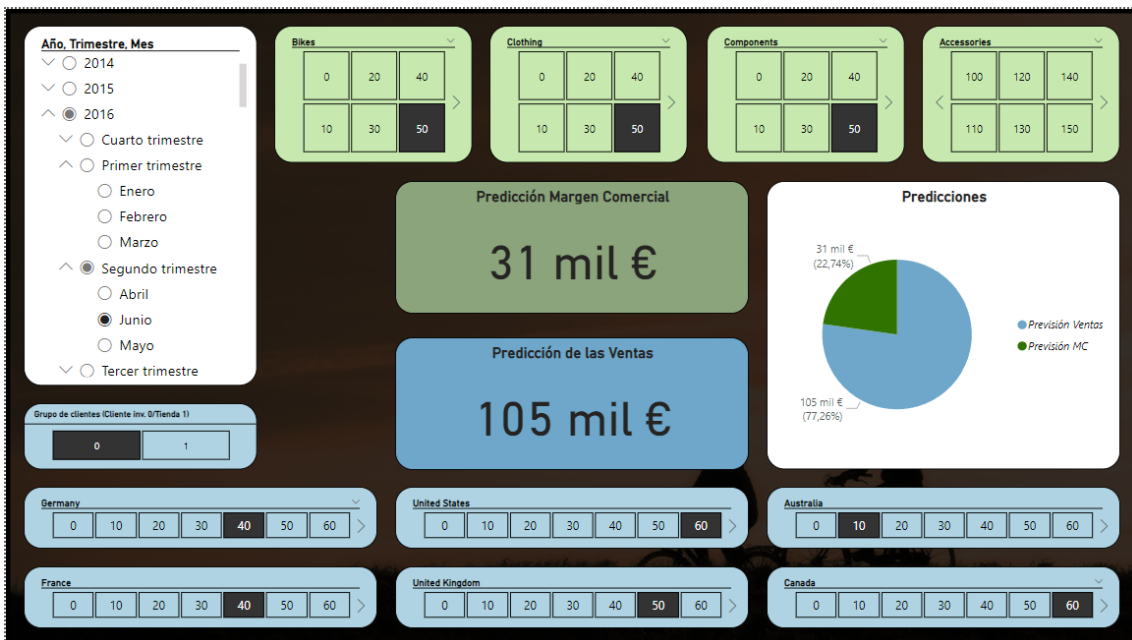 Año, Trimestre, Mes
2014
2015
2016
Cuarto trimestre
Primer trimestre
Enero
Febrero
Marzo
Segundo trimestre
Abril
Junio
Mayo
Tercer trimestre
Bikes
0 20 40
10 30 50
Clothing
0 20 40
10 30 50
Components
0 20 40
10 30 50
Accessories
100 120 140
110 130 150
Predicción Margen Comercial
31 mil €
Predicción de las Ventas
105 mil €
Predicciones
31 mil €
(22,74%)
105 mil €
(77,26%)
Previsión Ventas
Previsión MC
Grupo de clientes (Cliente inv. 0/Tienda 1)
0 1
Germany
0 10 20 30 40 50 60
United States
0 10 20 30 40 50 60
Australia
0 10 20 30 40 50 60
France
0 10 20 30 40 50 60
United Kingdom
0 10 20 30 40 50 60
Canada
0 10 20 30 40 50 60